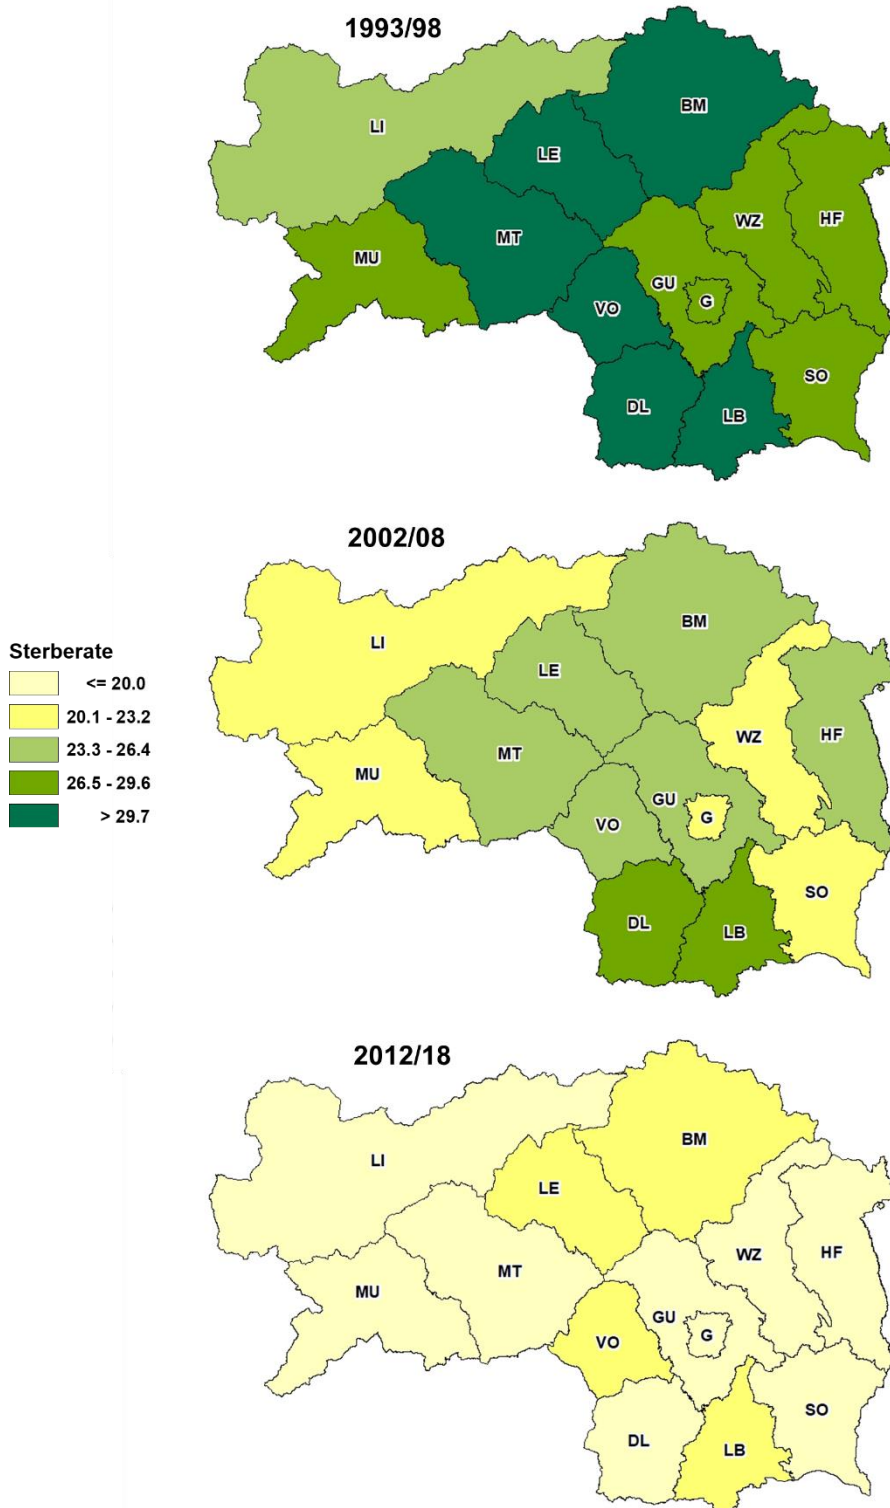 1993/98
BM
LI
LE
WZ
HF
MT
MU
GU
G
VO
SO
DL
LB
2002/08
BM
LI
Sterberate
LE
<= 20.0
20.1 - 23.2
WZ
HF
23.3 - 26.4
MT
MU
26.5 - 29.6
GU
> 29.7
G
VO
SO
DL
LB
2012/18
BM
LI
LE
WZ
HF
MT
MU
GU
G
VO
SO
DL
LB